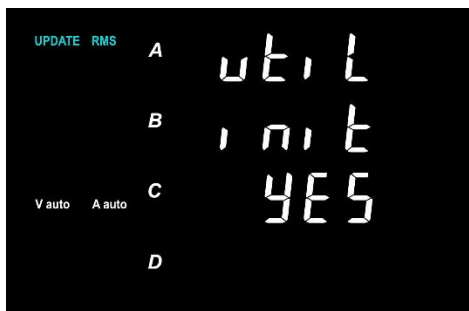 UPDATE RMS
A util
B init
C YES
V auto A auto
D